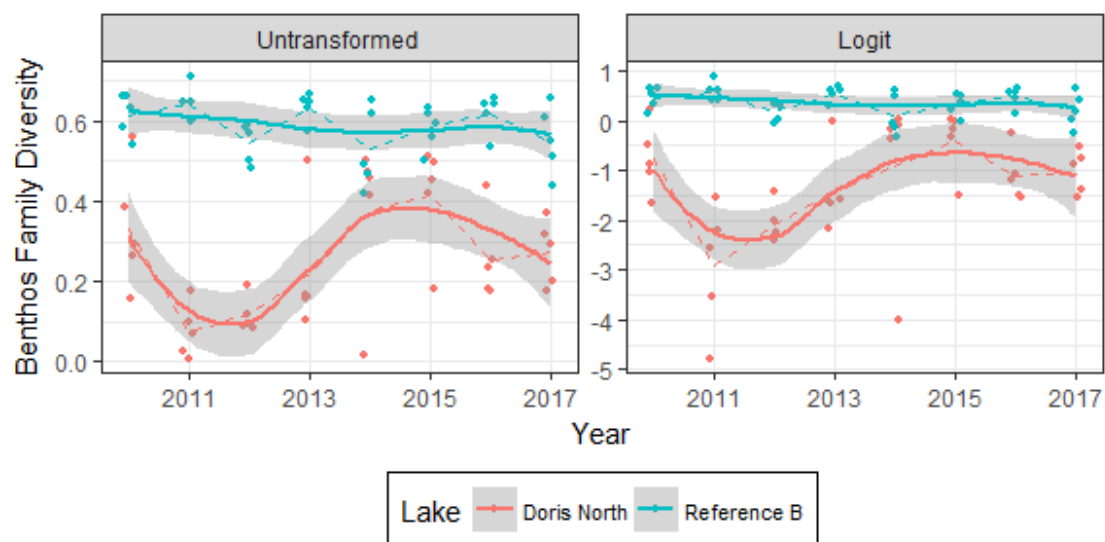 Untransformed Logit
Benthos Family Diversity
0.6
0.4
0.2
0.0
1
0
-1
-2
-3
-4
-5
2011 2013 2015 2017 2011 2013 2015 2017
Year
Lake Doris North Reference B